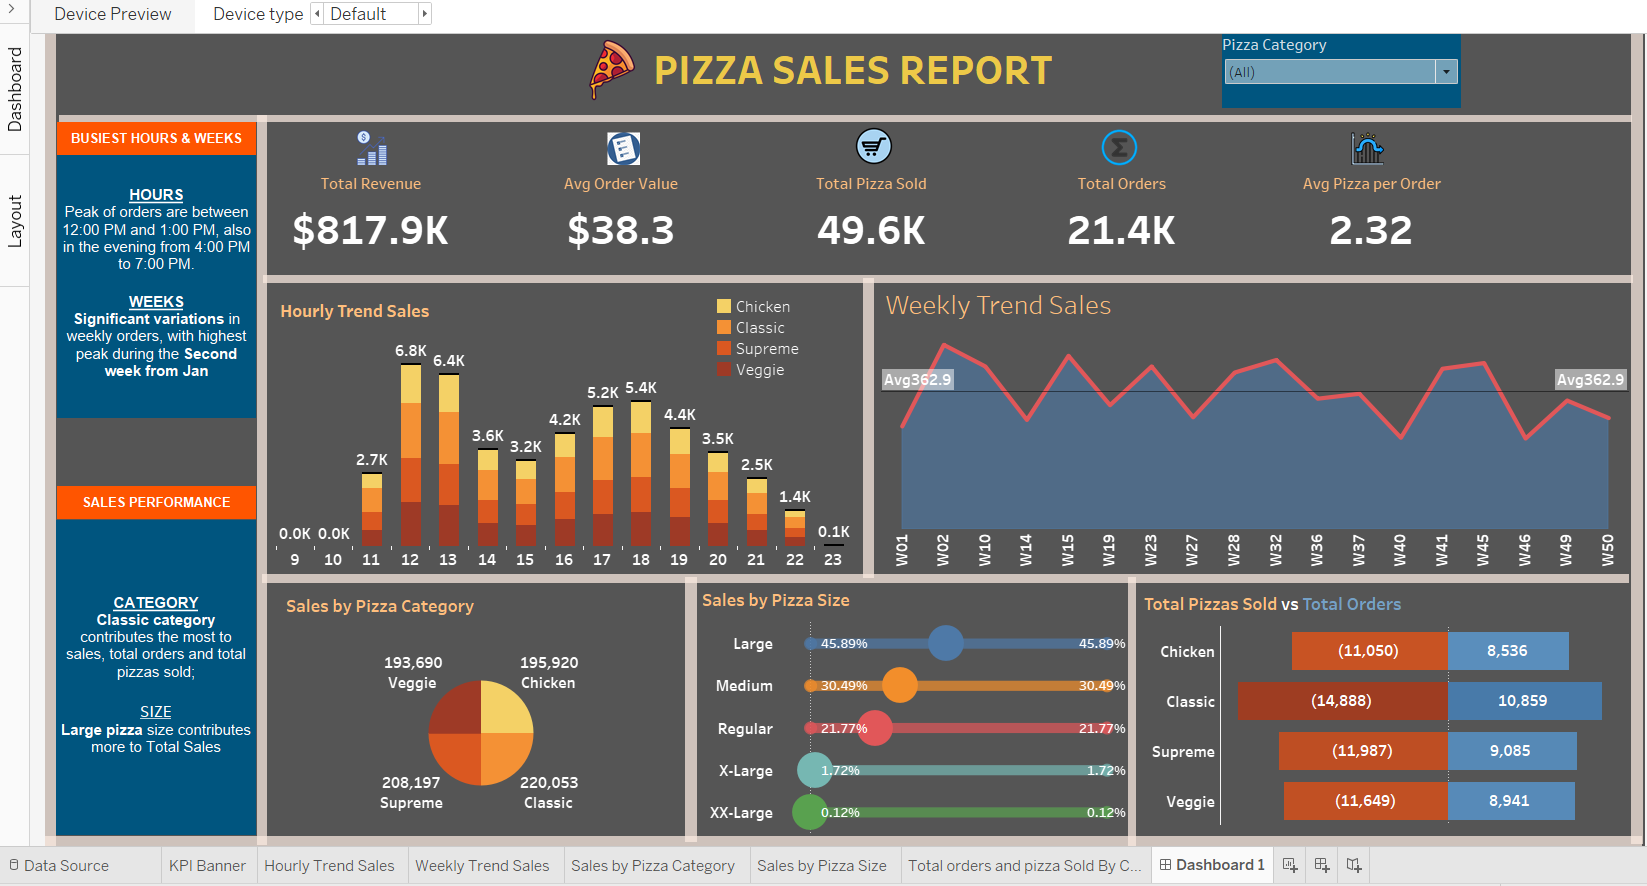 Device Preview
Device type
Default
Dashboard
Layout
PIZZA SALES REPORT
Pizza Category
(All)
BUSIEST HOURS & WEEKS
HOURS
Peak of orders are between
12:00 PM and 1:00 PM, also
in the evening from 4:00 PM
to 7:00 PM.
WEEKS
Significant variations in
weekly orders, with highest
peak during the Second
week from Jan
SALES PERFORMANCE
CATEGORY
Classic category
contributes the most to
sales, total orders and total
pizzas sold;
SIZE
Large pizza size contributes
more to Total Sales
Total Revenue
$817.9K
Avg Order Value
$38.3
Total Pizza Sold
49.6K
Total Orders
21.4K
Avg Pizza per Order
2.32
Hourly Trend Sales
Chicken
Classic
Supreme
Veggie
0.0K 0.0K 2.7K 6.8K 6.4K 3.6K 3.2K 4.2K 5.2K 5.4K 4.4K 3.5K 2.5K 1.4K 0.1K
9 10 11 12 13 14 15 16 17 18 19 20 21 22 23
Weekly Trend Sales
Avg362.9 Avg362.9
W01 W02 W10 W14 W15 W19 W23 W27 W28 W32 W36 W37 W40 W41 W45 W46 W49 W50
Sales by Pizza Category
193,690
Veggie
195,920
Chicken
208,197
Supreme
220,053
Classic
Sales by Pizza Size
Large 45.89% 45.89%
Medium 30.49% 30.49%
Regular 21.77% 21.77%
X-Large 1.72% 1.72%
XX-Large 0.12% 0.12%
Total Pizzas Sold vs Total Orders
Chicken (11,050) 8,536
Classic (14,888) 10,859
Supreme (11,987) 9,085
Veggie (11,649) 8,941
Data Source
KPI Banner
Hourly Trend Sales
Weekly Trend Sales
Sales by Pizza Category
Sales by Pizza Size
Total orders and pizza Sold By C...
Dashboard 1